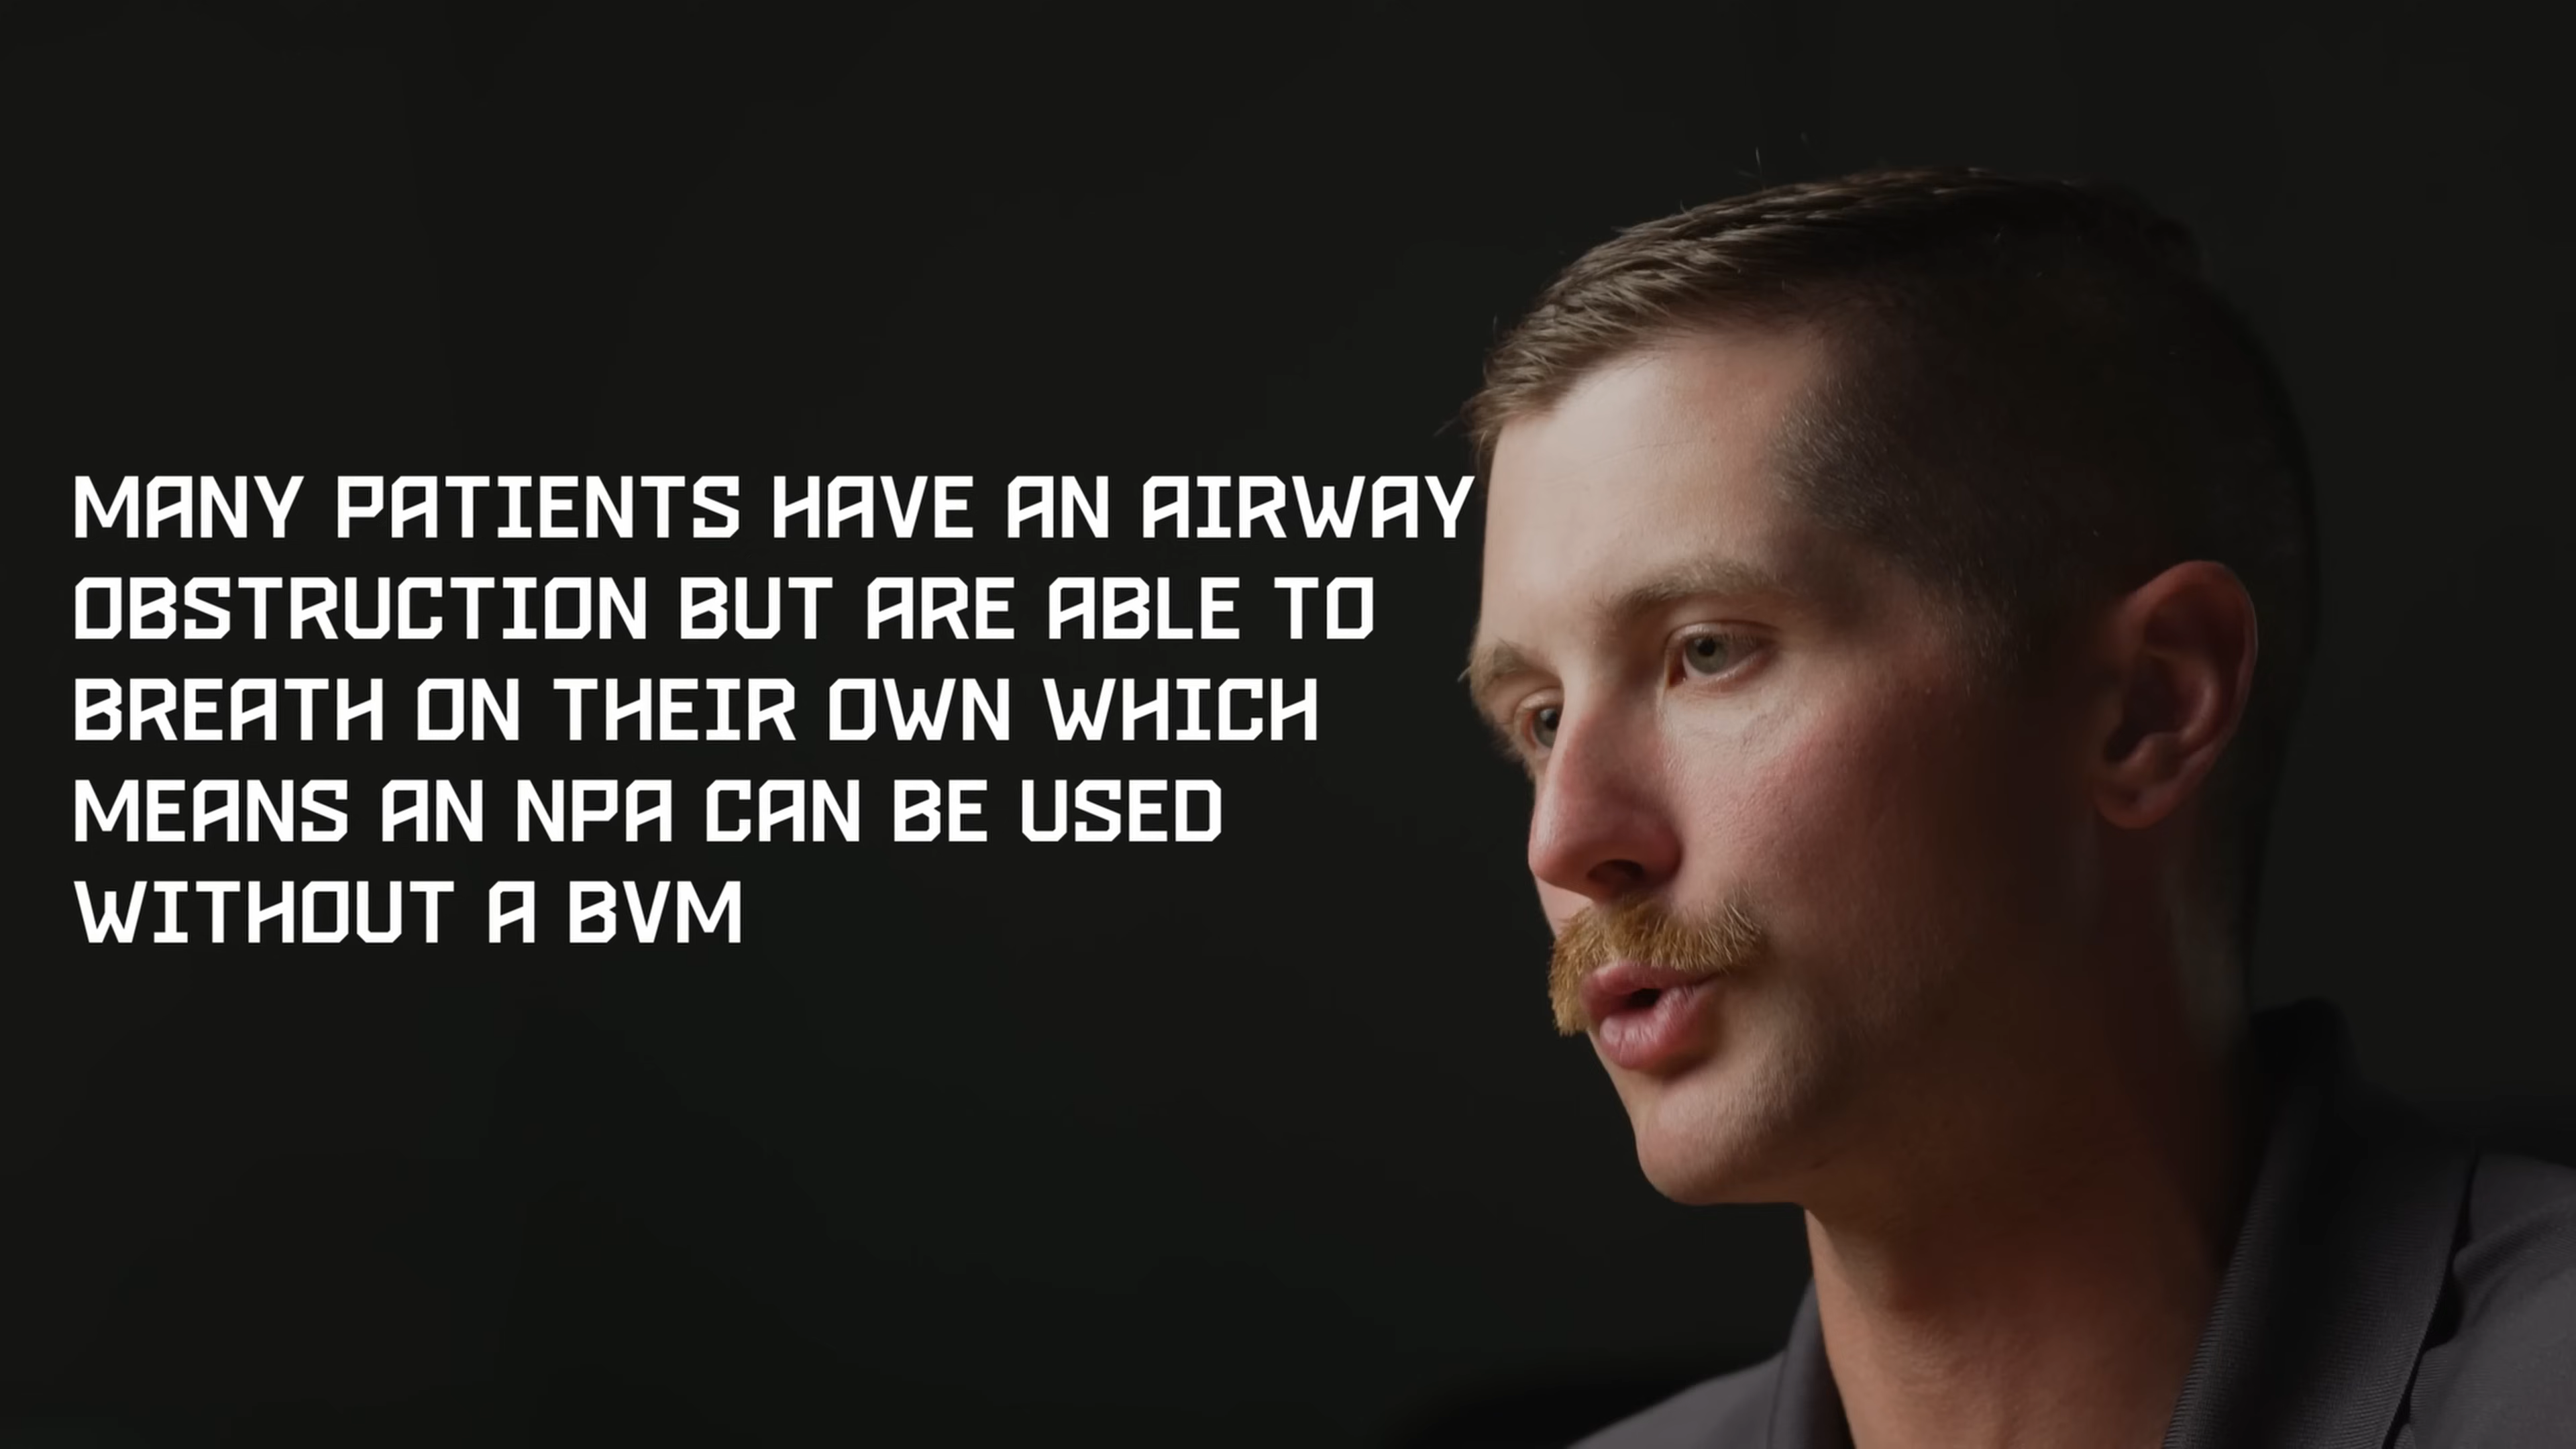 MANY PATIENTS HAVE AN AIRWAY
OBSTRUCTION BUT ARE ABLE TO
BREATH ON THEIR OWN WHICH
MEANS AN NPA CAN BE USED
WITHOUT A BVM